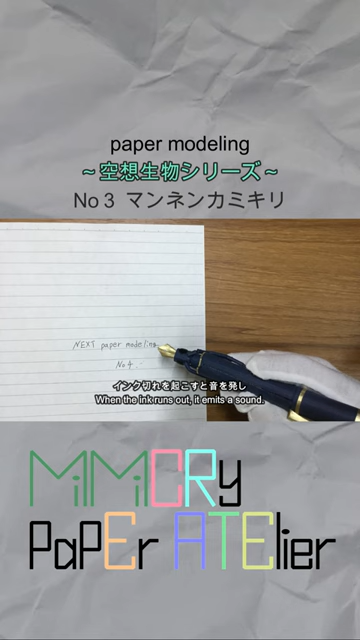 paper modeling
~空想生物シリーズ~
No 3 マンネンカミキリ
NEXT paper modeling
No4.
インク切れを起こすと音を発し
When the ink runs out, it emits a sound.
MiMiCRy
PaPEr ATElier